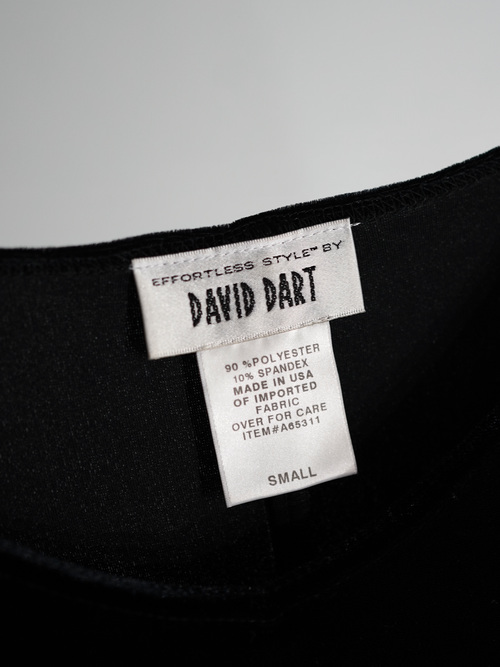 EFFORTLESS STYLE™ BY
DAVID DART
90 %POLYESTER
10% SPANDEX
MADE IN USA
OF IMPORTED
FABRIC
OVER FOR CARE
ITEM#A65311
SMALL